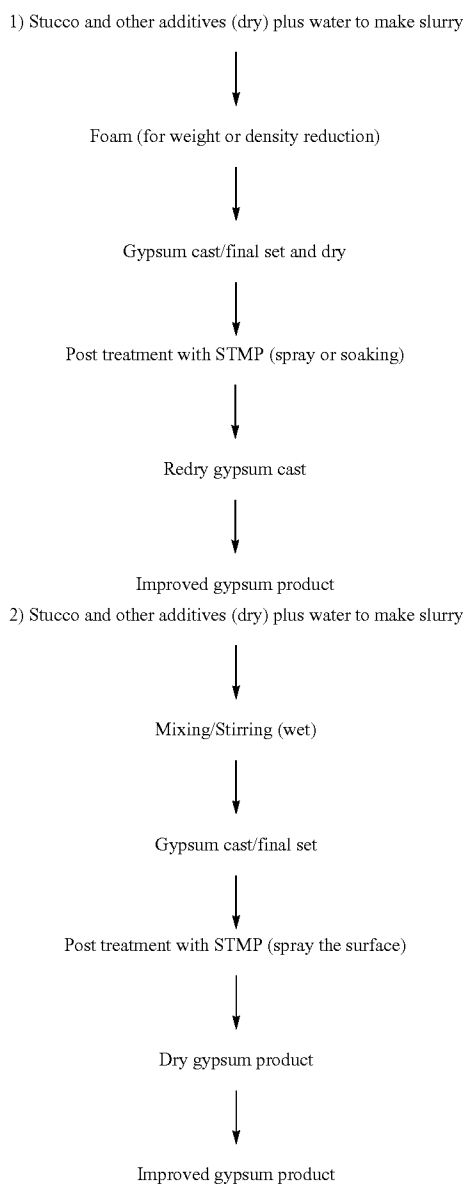 1) Stucco and other additives (dry) plus water to make slurry
Foam (for weight or density reduction)
Gypsum cast/final set and dry
Post treatment with STMP (spray or soaking)
Redry gypsum cast
Improved gypsum product
2) Stucco and other additives (dry) plus water to make slurry
Mixing/Stirring (wet)
Gypsum cast/final set
Post treatment with STMP (spray the surface)
Dry gypsum product
Improved gypsum product